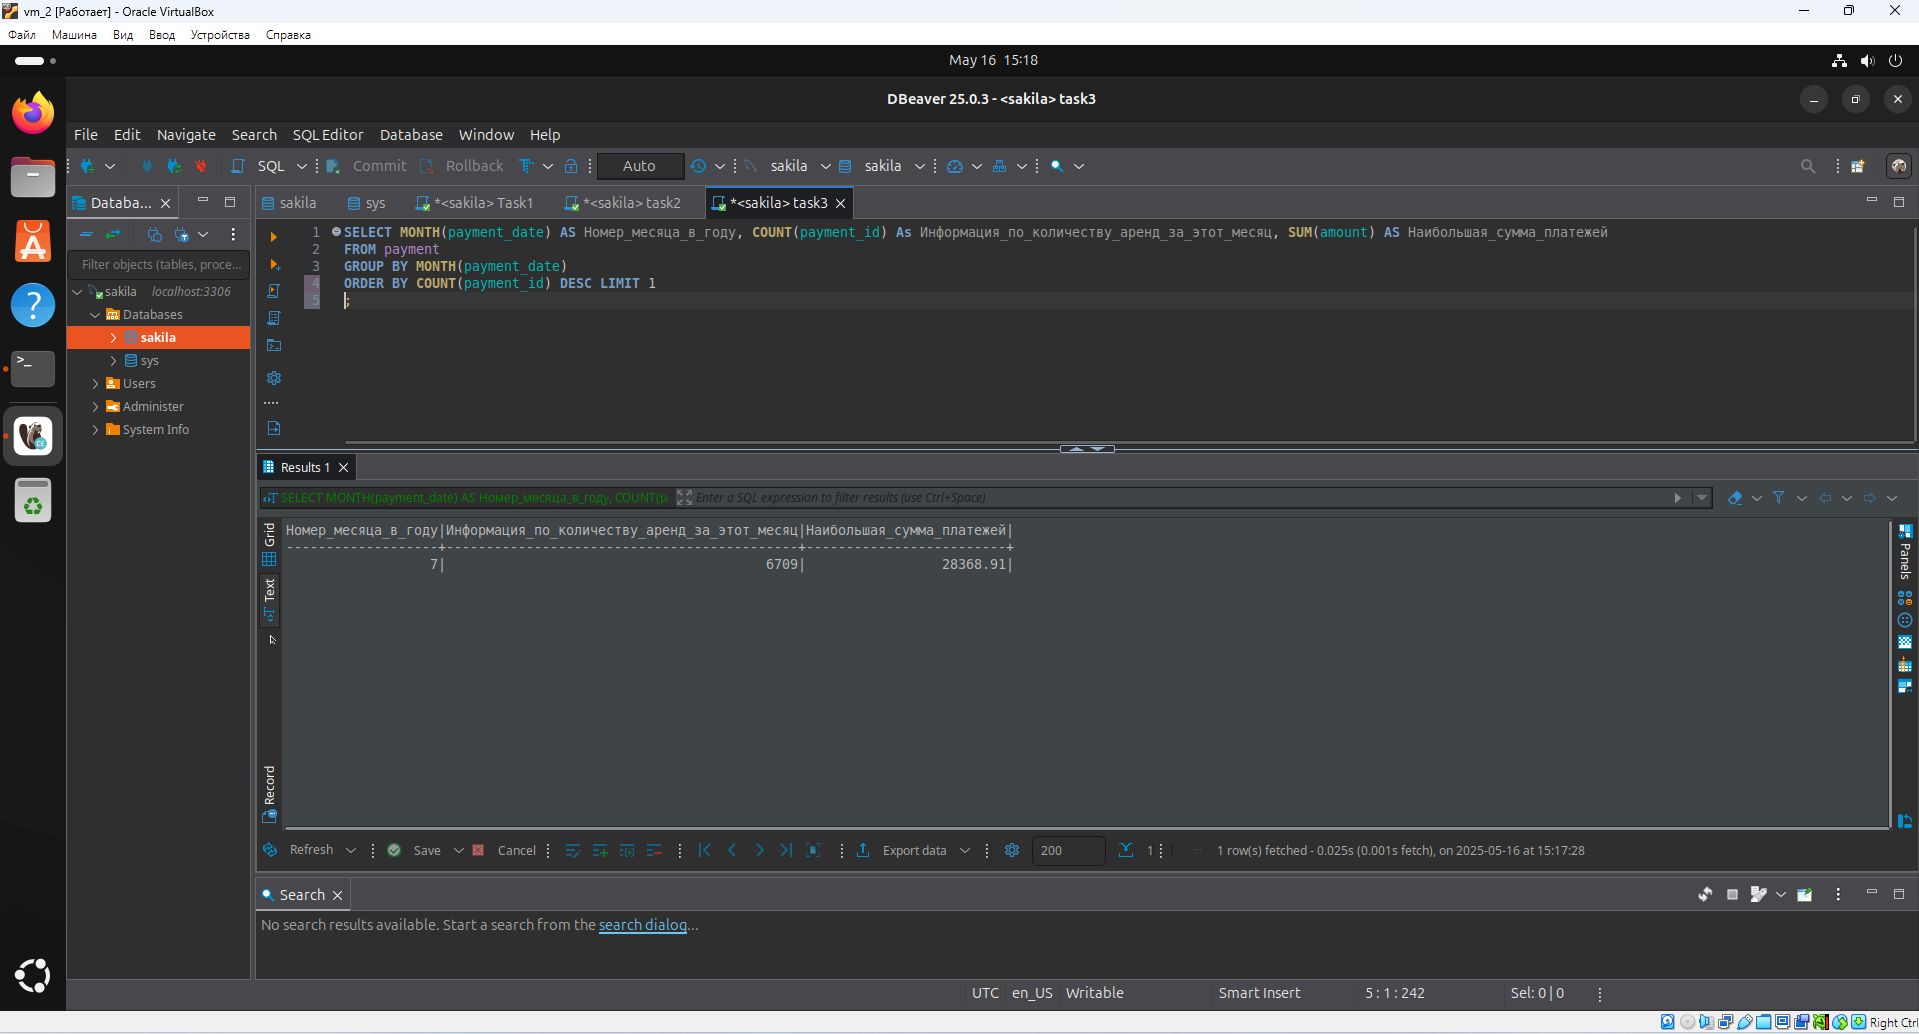 vm_2 [Работает] - Oracle VirtualBox
Файл Машина Вид Ввод Устройства Справка
May 16 15:18
DBeaver 25.0.3 - <sakila> task3
File Edit Navigate Search SQL Editor Database Window Help
SQL Commit Rollback Auto sakila sakila
Databa... sakila sys *<sakila> Task1 *<sakila> task2 *<sakila> task3
Filter objects (tables, proce...
sakila localhost:3306
Databases
sakila
sys
Users
Administer
System Info
1 SELECT MONTH(payment_date) AS Номер_месяца_в_году, COUNT(payment_id) As Информация_по_количеству_аренд_за_этот_месяц, SUM(amount) AS Наибольшая_сумма_платежей
2 FROM payment
3 GROUP BY MONTH(payment_date)
4 ORDER BY COUNT(payment_id) DESC LIMIT 1
5 ;
Results 1
SELECT MONTH(payment_date) AS Номер_месяца_в_году, COUNT(p Enter a SQL expression to filter results (use Ctrl+Space)
Grid
Text
Record
Номер_месяца_в_году|Информация_по_количеству_аренд_за_этот_месяц|Наибольшая_сумма_платежей|
-------------------+--------------------------------------------+-------------------------+
7| 6709| 28368.91|
Panels
Refresh Save Cancel Export data 200 1 ... 1 row(s) fetched - 0.025s (0.001s fetch), on 2025-05-16 at 15:17:28
Search
No search results available. Start a search from the search dialog...
UTC en_US Writable Smart Insert 5 : 1 : 242 Sel: 0 | 0
Right Ctrl